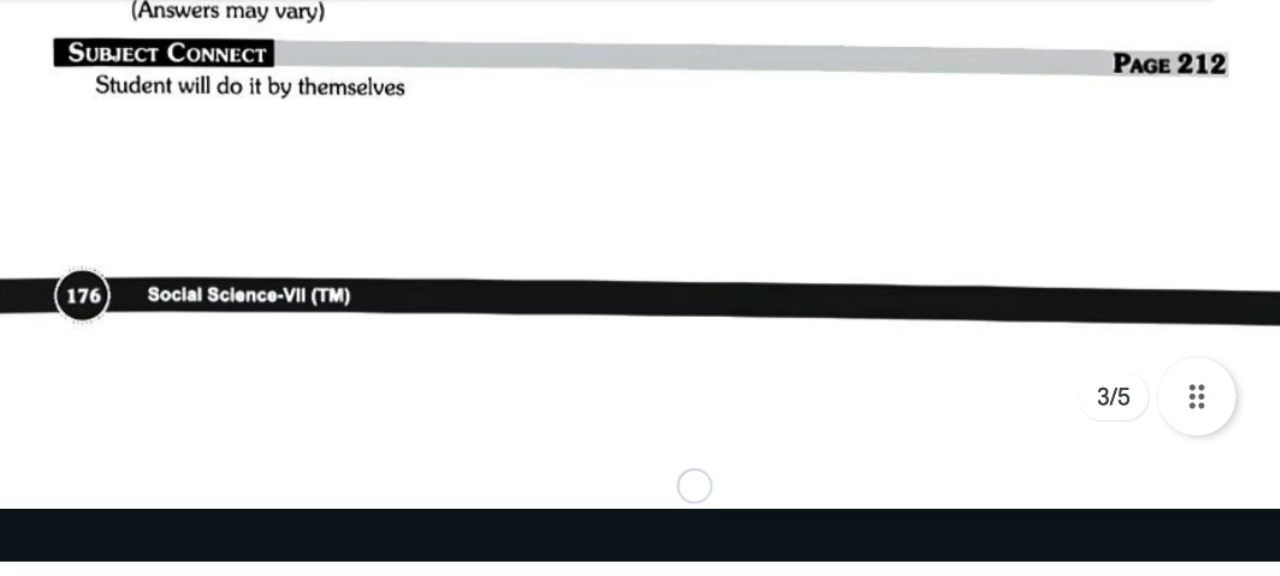 (Answers may vary)
SUBJECT CONNECT
PAGE 212
Student will do it by themselves
176
Social Science-VII (TM)
3/5